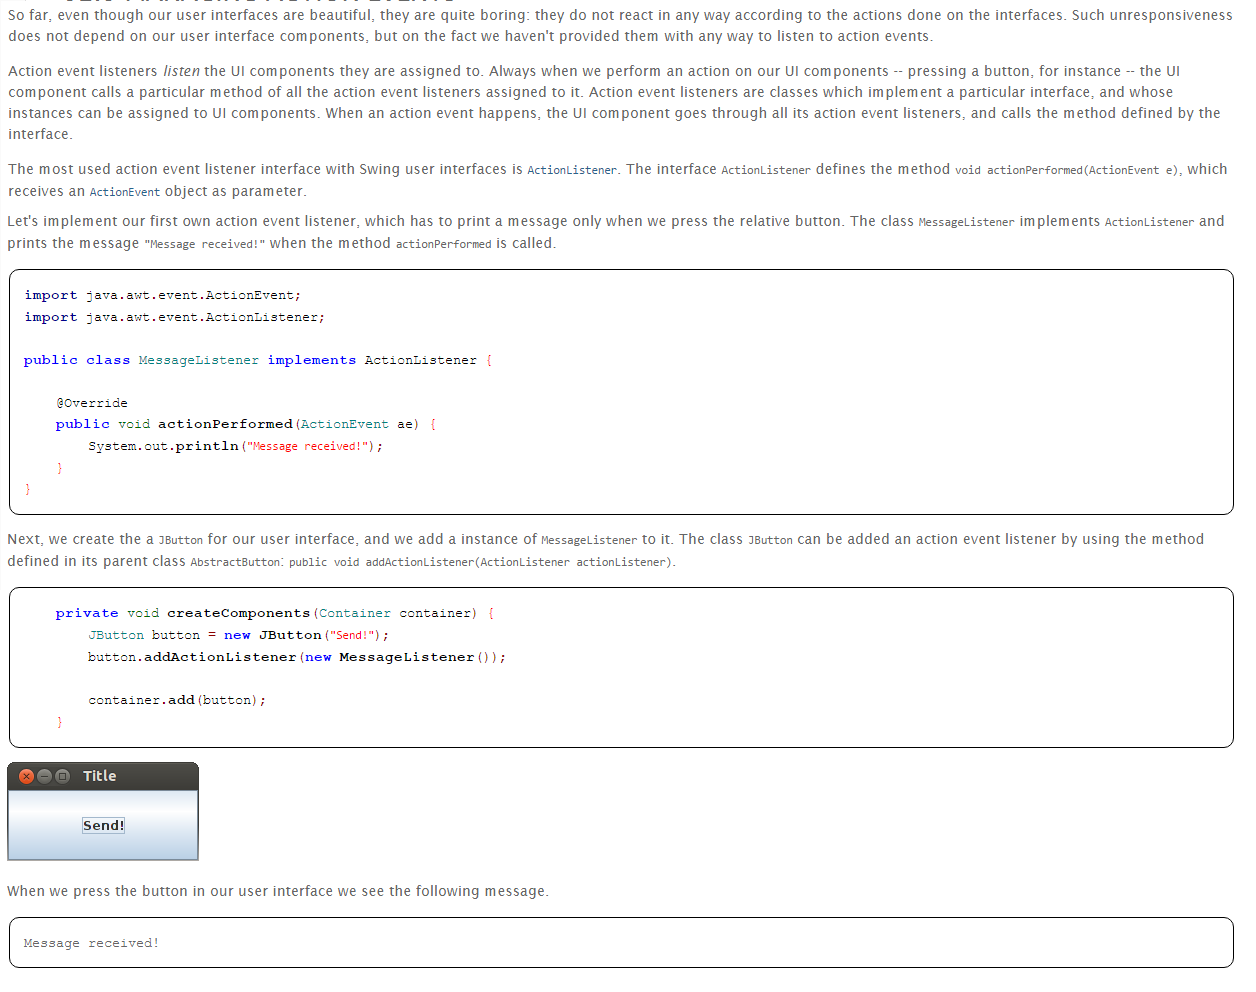 So far, even though our user interfaces are beautiful, they are quite boring: they do not react in any way according to the actions done on the interfaces. Such unresponsiveness
does not depend on our user interface components, but on the fact we haven't provided them with any way to listen to action events.
Action event listeners listen the UI components they are assigned to. Always when we perform an action on our UI components -- pressing a button, for instance -- the UI
component calls a particular method of all the action event listeners assigned to it. Action event listeners are classes which implement a particular interface, and whose
instances can be assigned to UI components. When an action event happens, the UI component goes through all its action event listeners, and calls the method defined by the
interface.
The most used action event listener interface with Swing user interfaces is ActionListener. The interface ActionListener defines the method void actionPerformed(ActionEvent e), which
receives an ActionEvent object as parameter.
Let's implement our first own action event listener, which has to print a message only when we press the relative button. The class MessageListener implements ActionListener and
prints the message "Message received!" when the method actionPerformed is called.
import java.awt.event.ActionEvent;
import java.awt.event.ActionListener;
public class MessageListener implements ActionListener {
@Override
public void actionPerformed(ActionEvent ae) {
System.out.println("Message received!");
}
}
Next, we create the a JButton for our user interface, and we add a instance of MessageListener to it. The class JButton can be added an action event listener by using the method
defined in its parent class AbstractButton: public void addActionListener(ActionListener actionListener).
private void createComponents(Container container) {
JButton button = new JButton("Send!");
button.addActionListener(new MessageListener());
container.add(button);
}
Title
Send!
When we press the button in our user interface we see the following message.
Message received!